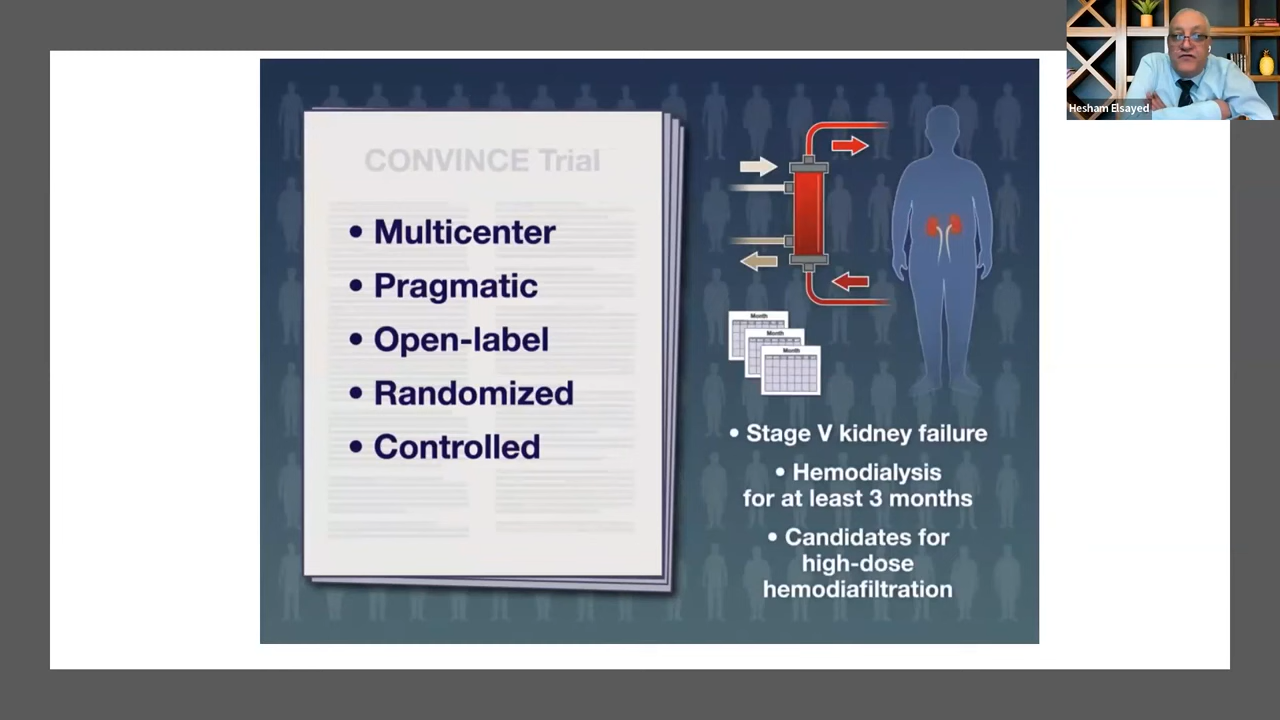 Hesham Elsayed
CONVINCE Trial
• Multicenter
• Pragmatic
• Open-label
• Randomized
• Controlled
Month
Month
Month
• Stage V kidney failure
• Hemodialysis
for at least 3 months
• Candidates for
high-dose
hemodiafiltration